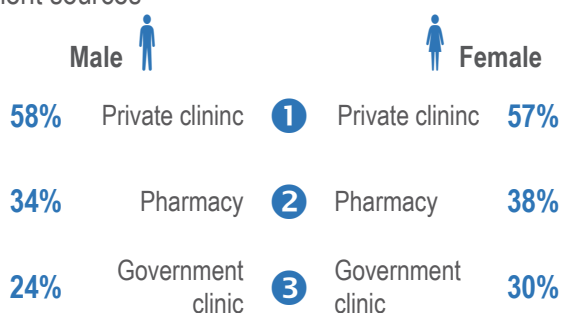 Male Female
58% Private clininc 1 Private clininc 57%
34% Pharmacy 2 Pharmacy 38%
24% Government clinic 3 Government clinic 30%